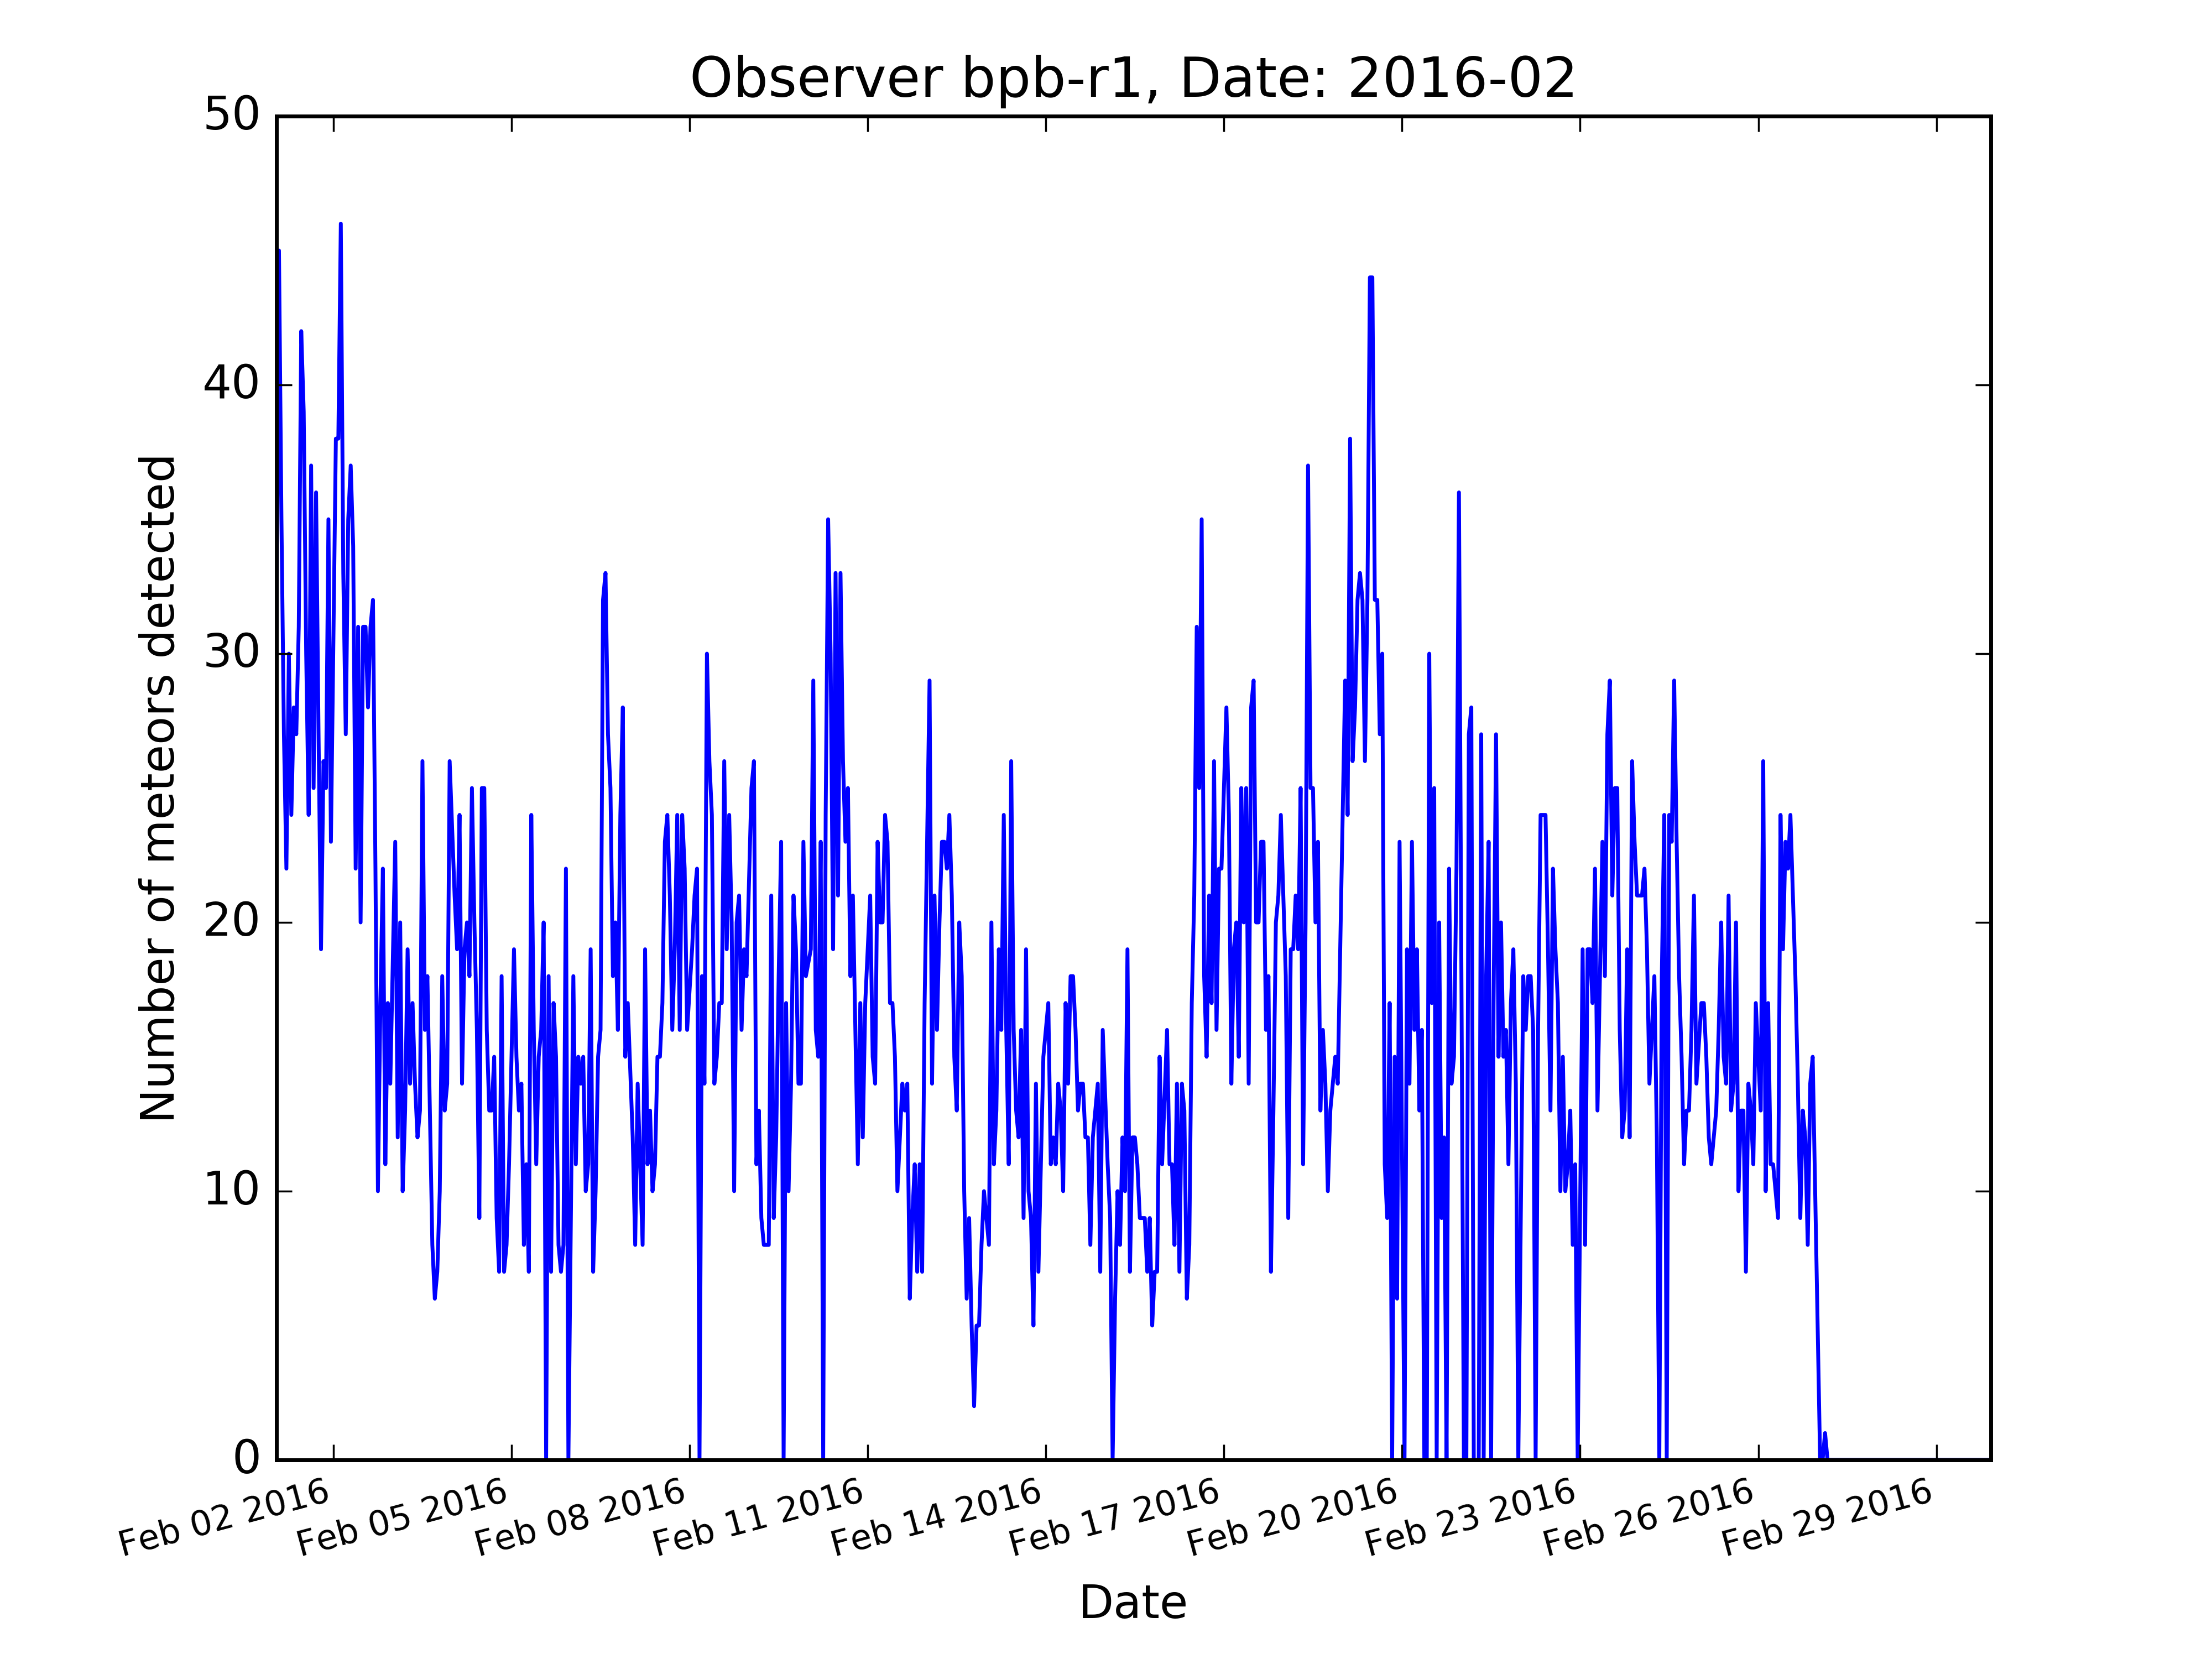 Observer bpb-r1, Date: 2016-02
50
40
30
20
10
0
Number of meteors detected
Feb 02 2016
Feb 05 2016
Feb 08 2016
Feb 11 2016
Feb 14 2016
Feb 17 2016
Feb 20 2016
Feb 23 2016
Feb 26 2016
Feb 29 2016
Date